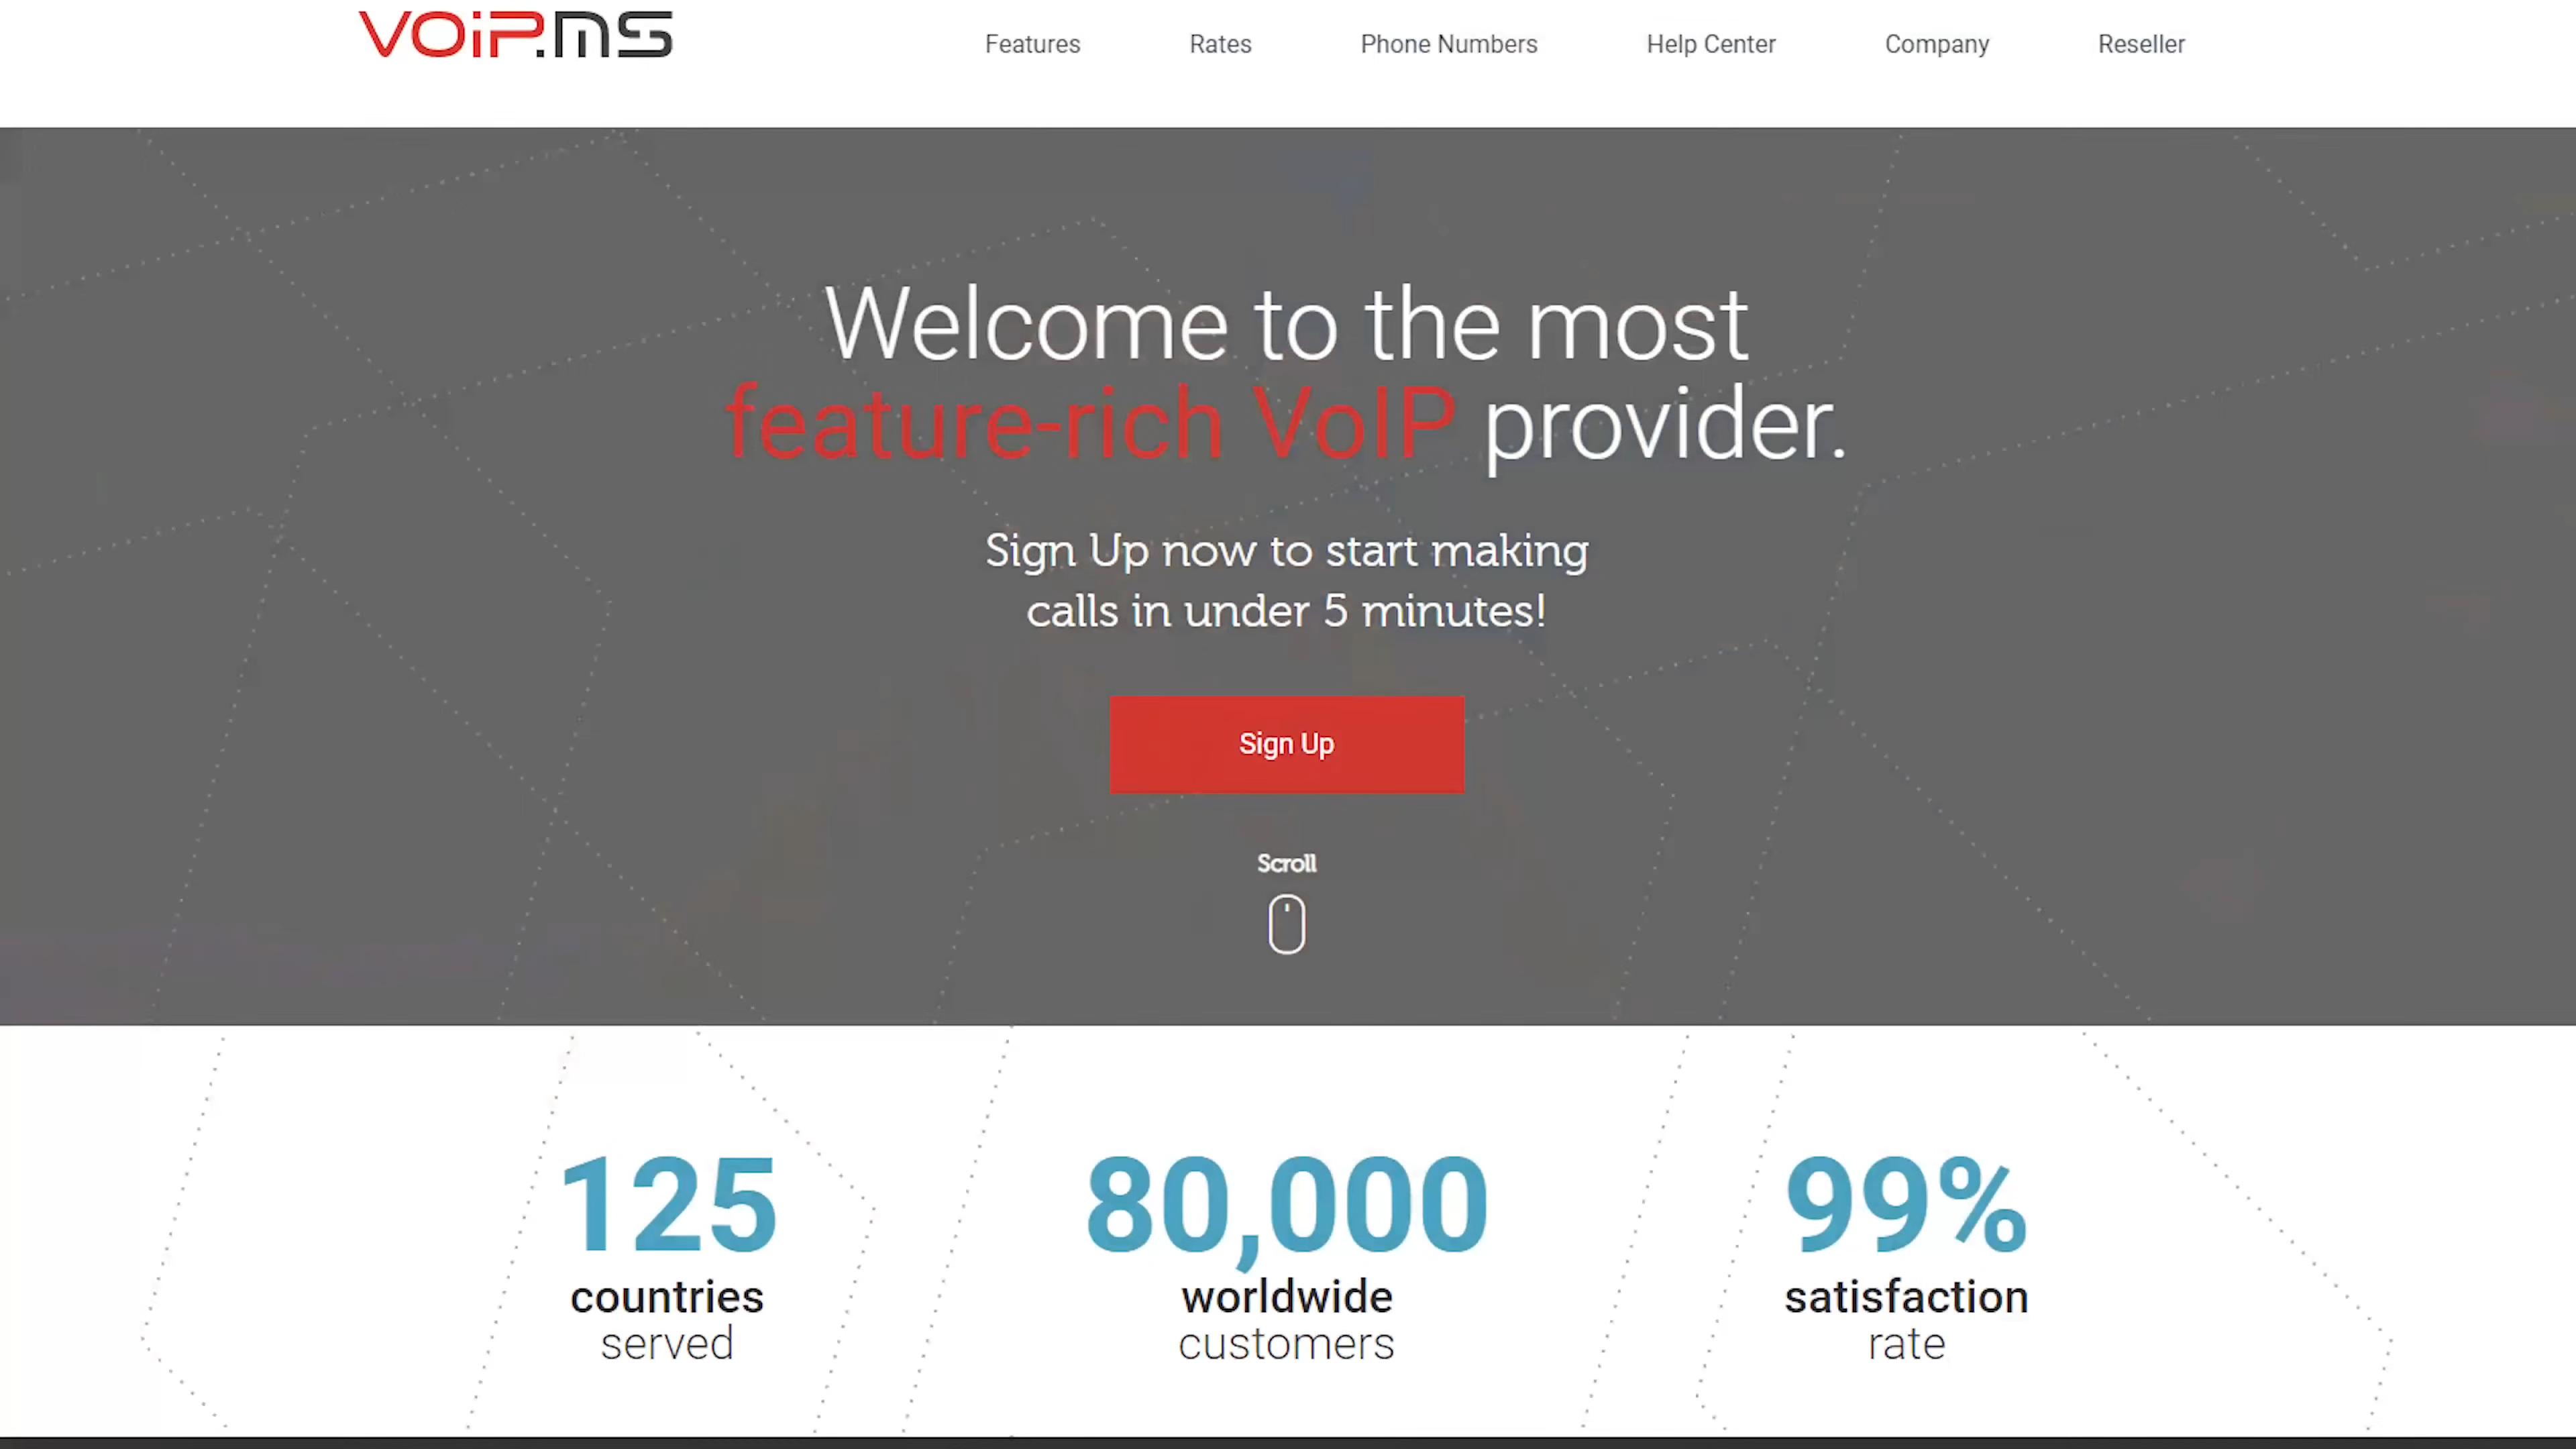 VOiP.MS
Features Rates Phone Numbers Help Center Company Reseller
Welcome to the most
feature-rich VoIP provider.
Sign Up now to start making
calls in under 5 minutes!
Sign Up
Scroll
125 80,000 99%
countries worldwide satisfaction
served customers rate